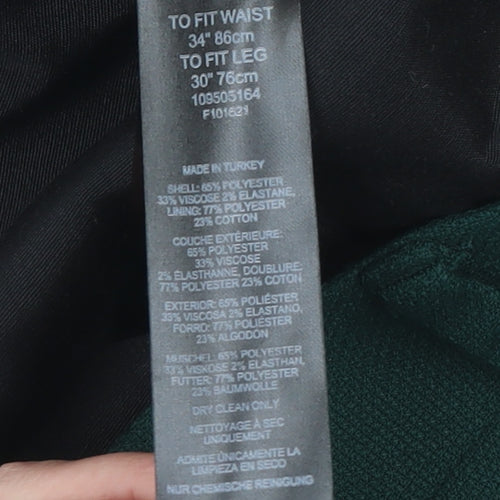 TO FIT WAIST
34" 86cm
TO FIT LEG
30" 76cm
109505164
F101621
MADE IN TURKEY
SHELL: 65% POLYESTER
33% VISCOSE 2% ELASTANE,
LINING: 77% POLYESTER
23% COTTON
COUCHE EXTÉRIEURE:
65% POLYESTER
33% VISCOSE
2% ÉLASTHANNE, DOUBLURE:
77% POLYESTER 23% COTON
EXTERIOR: 65% POLIÉSTER
33% VISCOSA 2% ELASTANO,
FORRO: 77% POLIÉSTER
23% ALGODÓN
MUSCHEL: 65% POLYESTER
33% VISKOSE 2% ELASTHAN,
FUTTER: 77% POLYESTER
23% BAUMWOLLE
DRY CLEAN ONLY
NETTOYAGE À SEC
UNIQUEMENT
ADMITE ÚNICAMENTE LA
LIMPIEZA EN SECO
NUR CHEMISCHE REINIGUNG